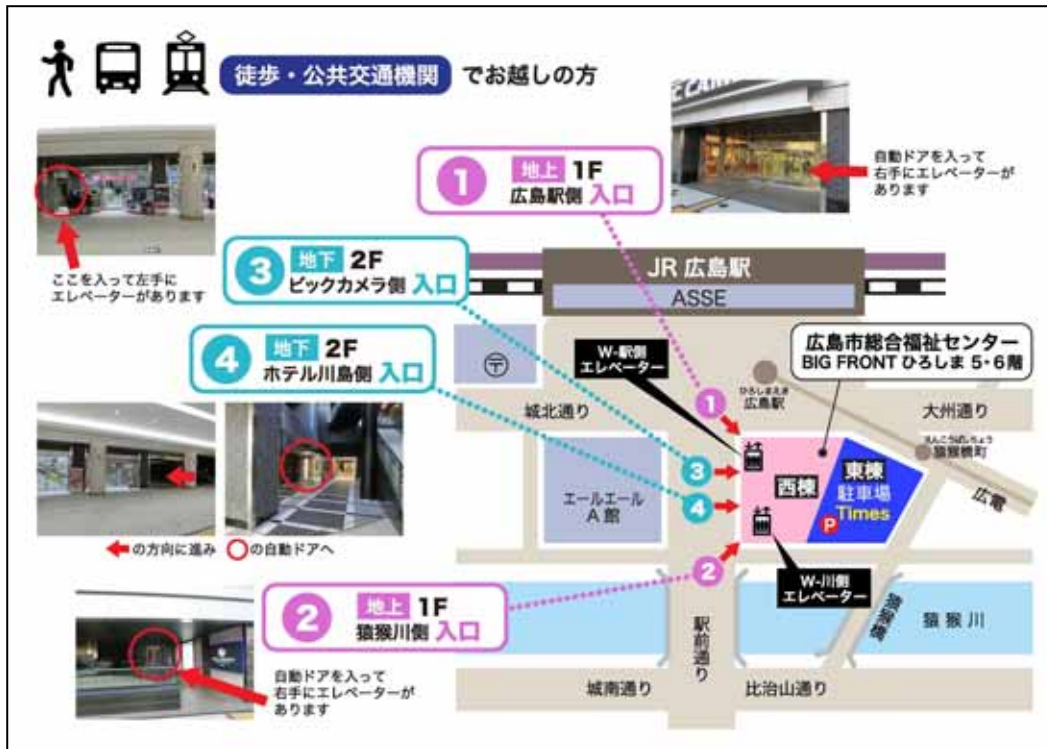 徒歩・公共交通機関 でお越しの方
自動ドアを入って
右手にエレベーターが
あります
1 地上 1F
広島駅側 入口
ここを入って左手に
エレベーターがあります
3 地下 2F
ビックカメラ側 入口
JR 広島駅
ASSE
広島市総合福祉センター
BIG FRONT ひろしま 5・6 階
4 地下 2F
ホテル川島側 入口
〒
W-駅側
エレベーター
ひろしまえき
広島駅
城北通り
1
大州通り
えんこうばしちょう
猿猴橋町
3
西棟
東棟
駐車場
Times
P
広電
エールエール
A 館
4
の方向に進み
の自動ドアへ
2
W-川側
エレベーター
2 地上 1F
猿猴川側 入口
駅前通り
猿猴橋
猿猴川
自動ドアを入って
右手にエレベーターが
あります
城南通り
比治山通り